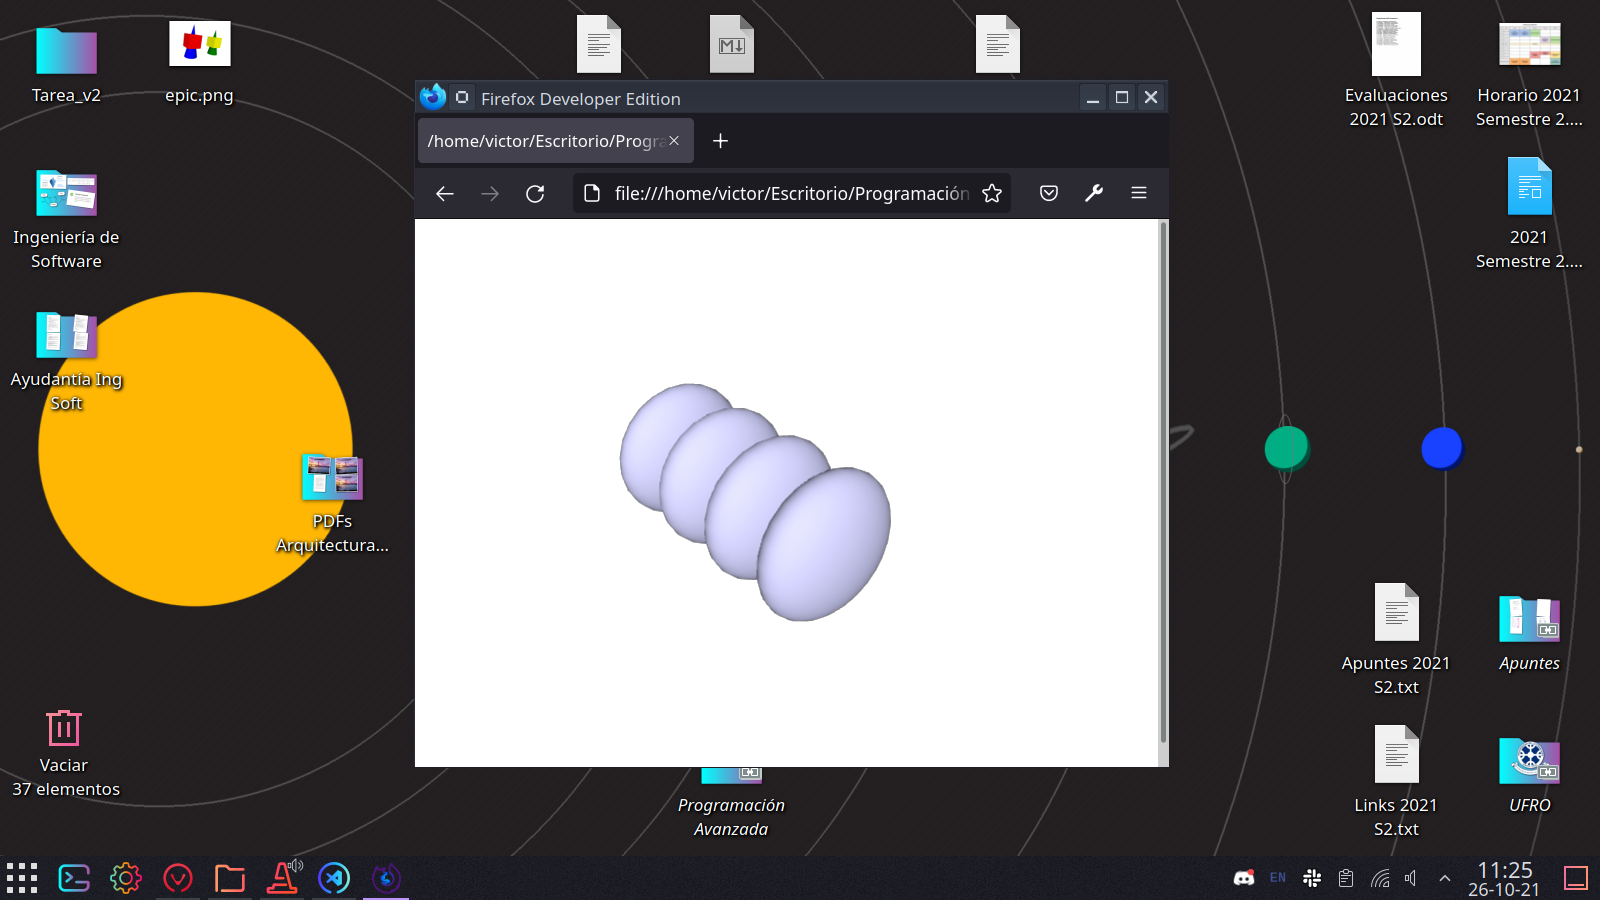 Tarea_v2
epic.png
Evaluaciones
2021 S2.odt
Horario 2021
Semestre 2....
Firefox Developer Edition
/home/victor/Escritorio/Progra
file:///home/victor/Escritorio/Programación
Ingeniería de
Software
2021
Semestre 2....
Ayudantía Ing
Soft
PDFs
Arquitectura...
Apuntes 2021
S2.txt
Apuntes
Vaciar
37 elementos
Programación
Avanzada
Links 2021
S2.txt
UFRO
EN
11:25
26-10-21